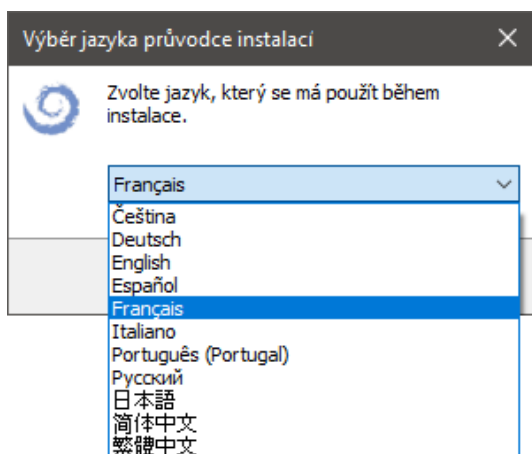 Výběr jazyka průvodce instalací
Zvolte jazyk, který se má použít během
instalace.
Français
Čeština
Deutsch
English
Español
Français
Italiano
Português (Portugal)
Русский
日本語
简体中文
繁體中文